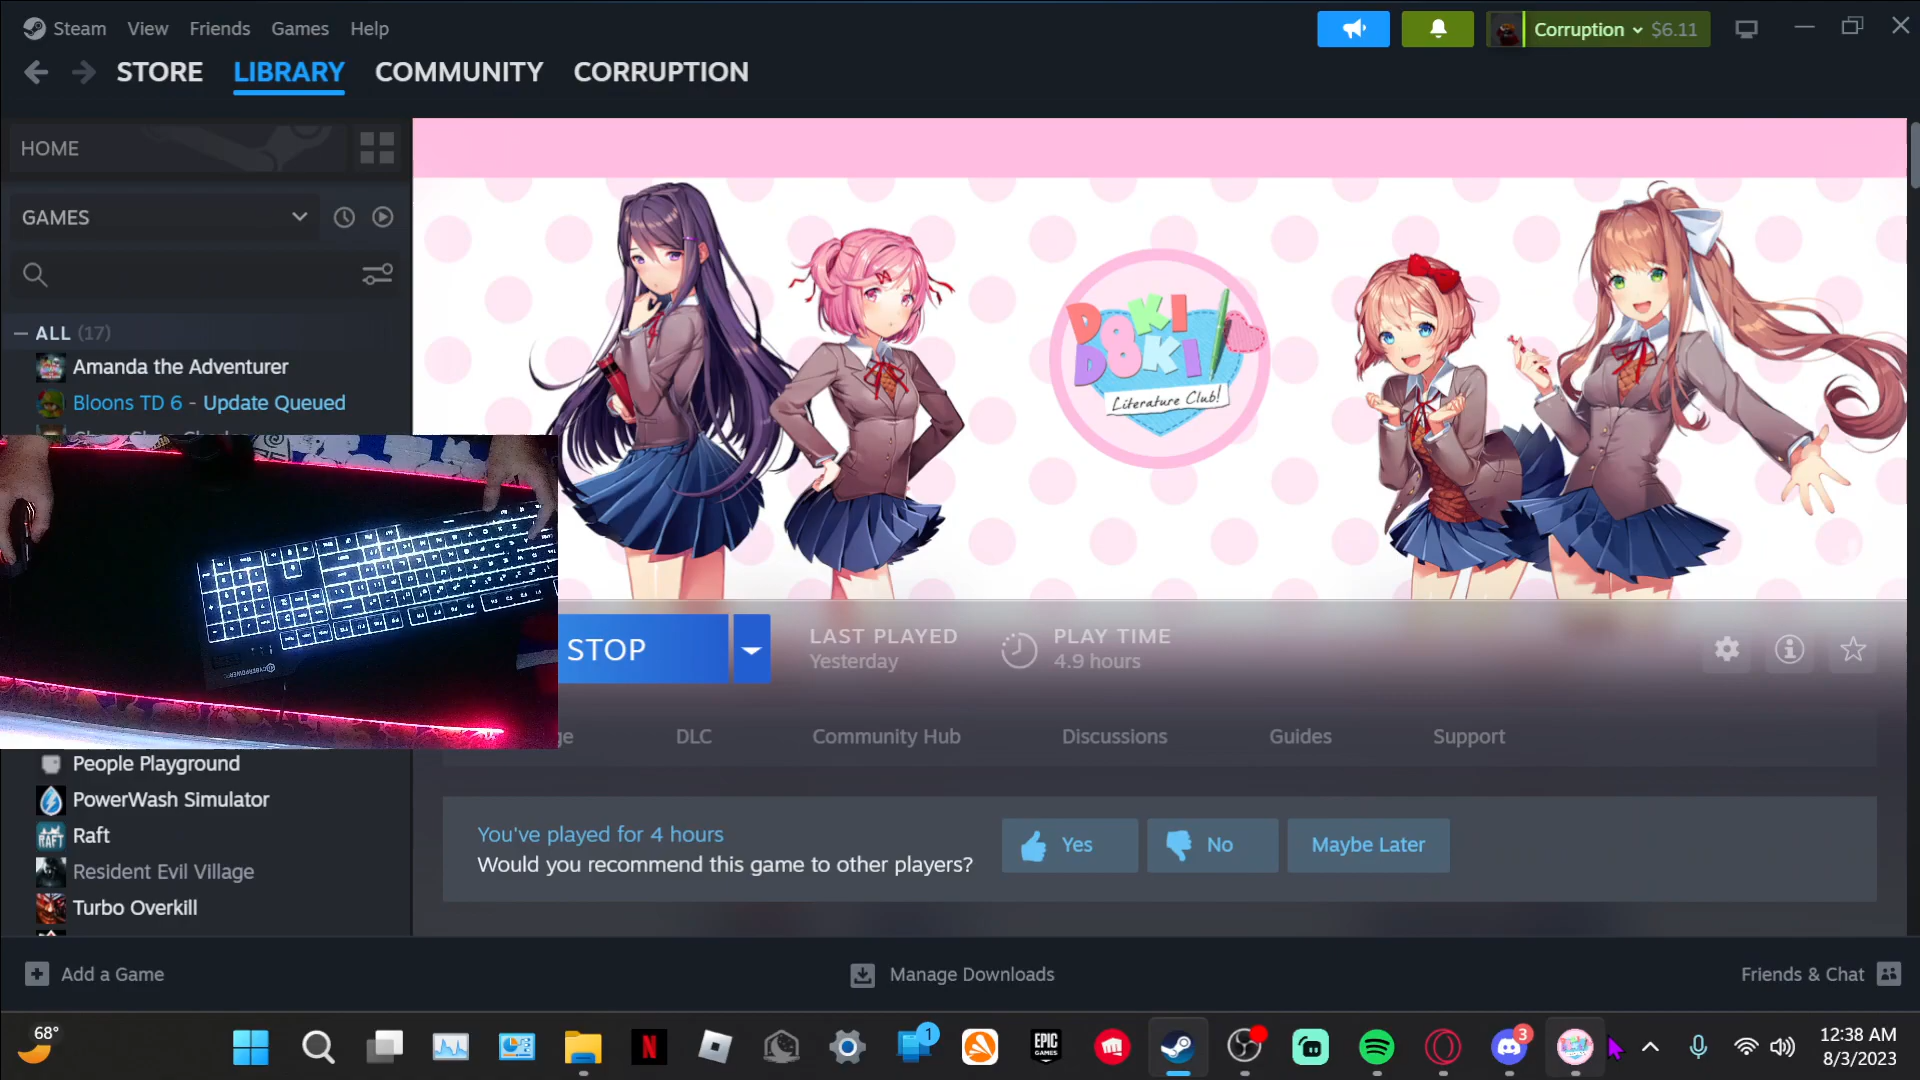 Steam View Friends Games Help
Corruption $6.11
STORE LIBRARY COMMUNITY CORRUPTION
HOME
GAMES
ALL (17)
Amanda the Adventurer
Bloons TD 6 - Update Queued
DOKI
DOKI
Literature Club!
STOP
LAST PLAYED
Yesterday
PLAY TIME
4.9 hours
DLC Community Hub Discussions Guides Support
People Playground
PowerWash Simulator
Raft
Resident Evil Village
Turbo Overkill
You've played for 4 hours
Would you recommend this game to other players?
Yes No Maybe Later
Add a Game Manage Downloads Friends & Chat
68°
N
1
EPIC
GAMES
3
12:38 AM
8/3/2023